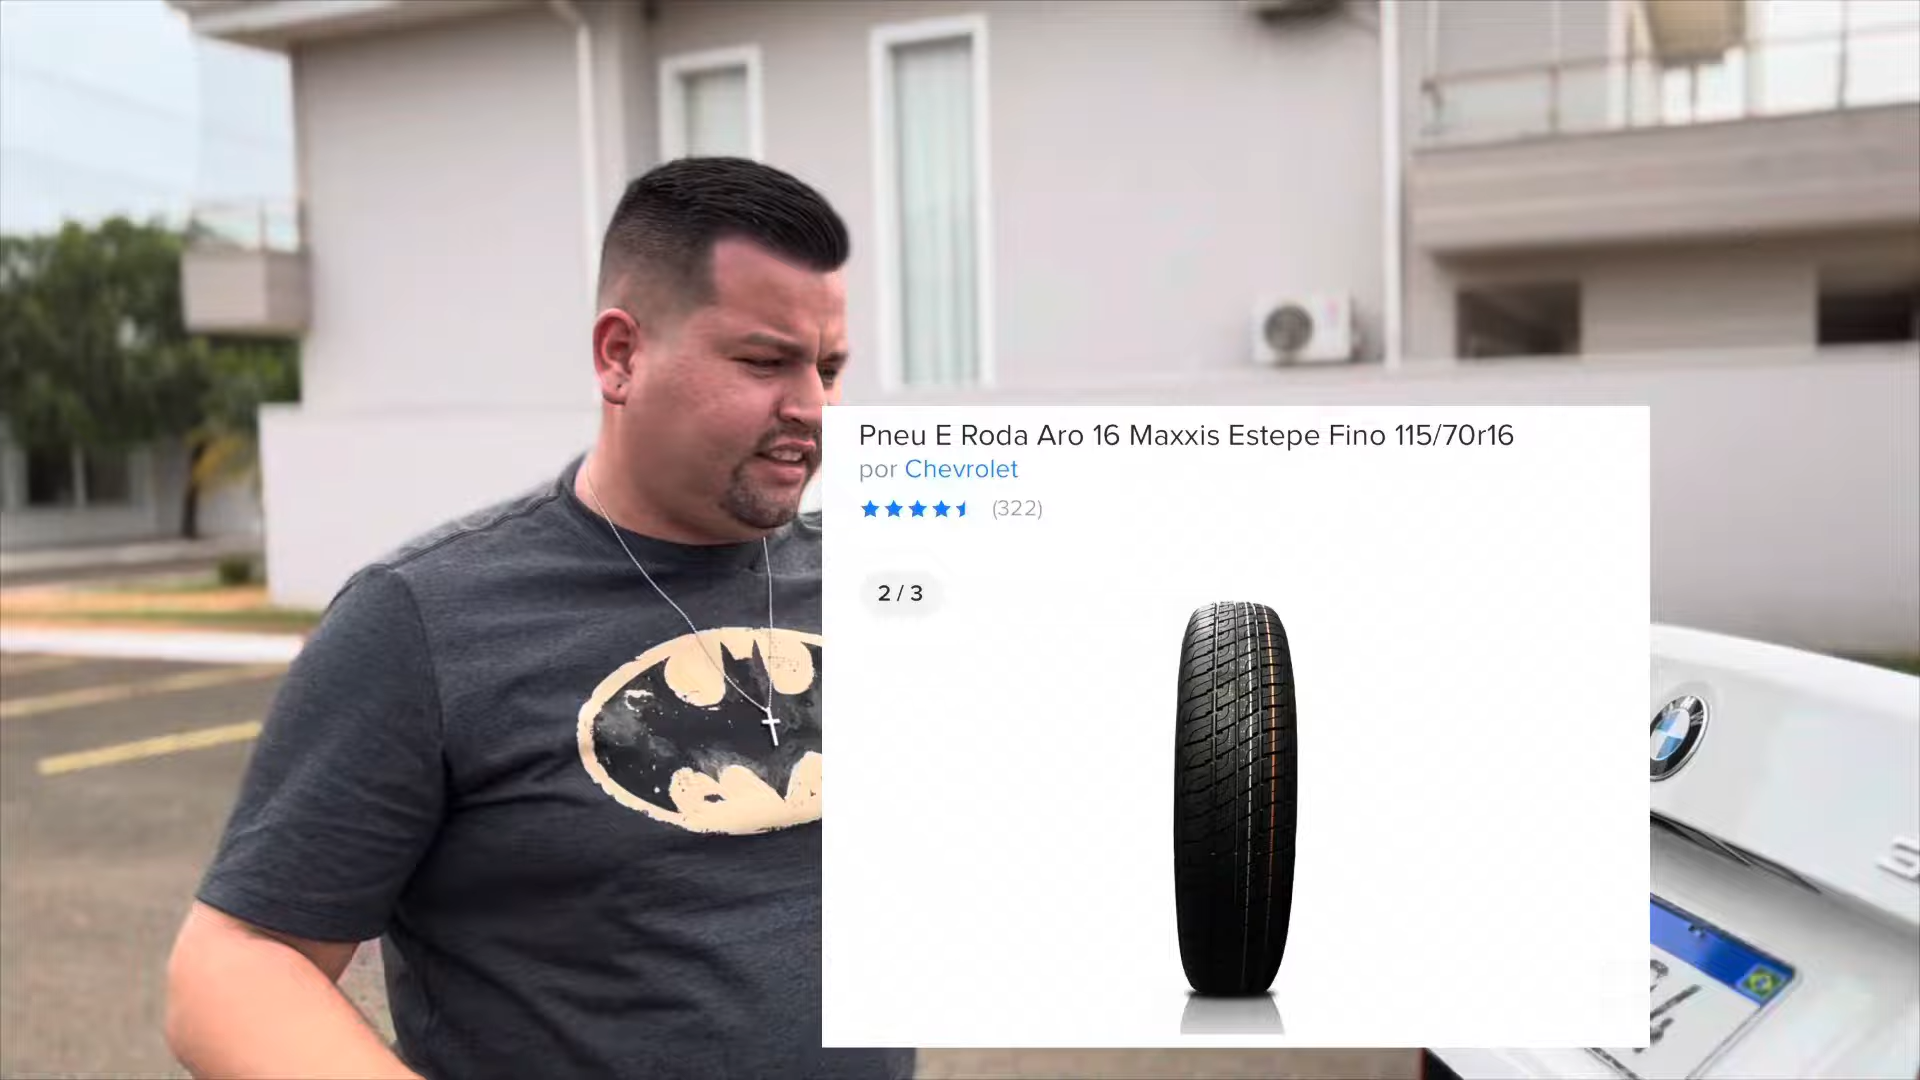 Pneu E Roda Aro 16 Maxxis Estepe Fino 115/70r16
por Chevrolet
(322)
2 / 3